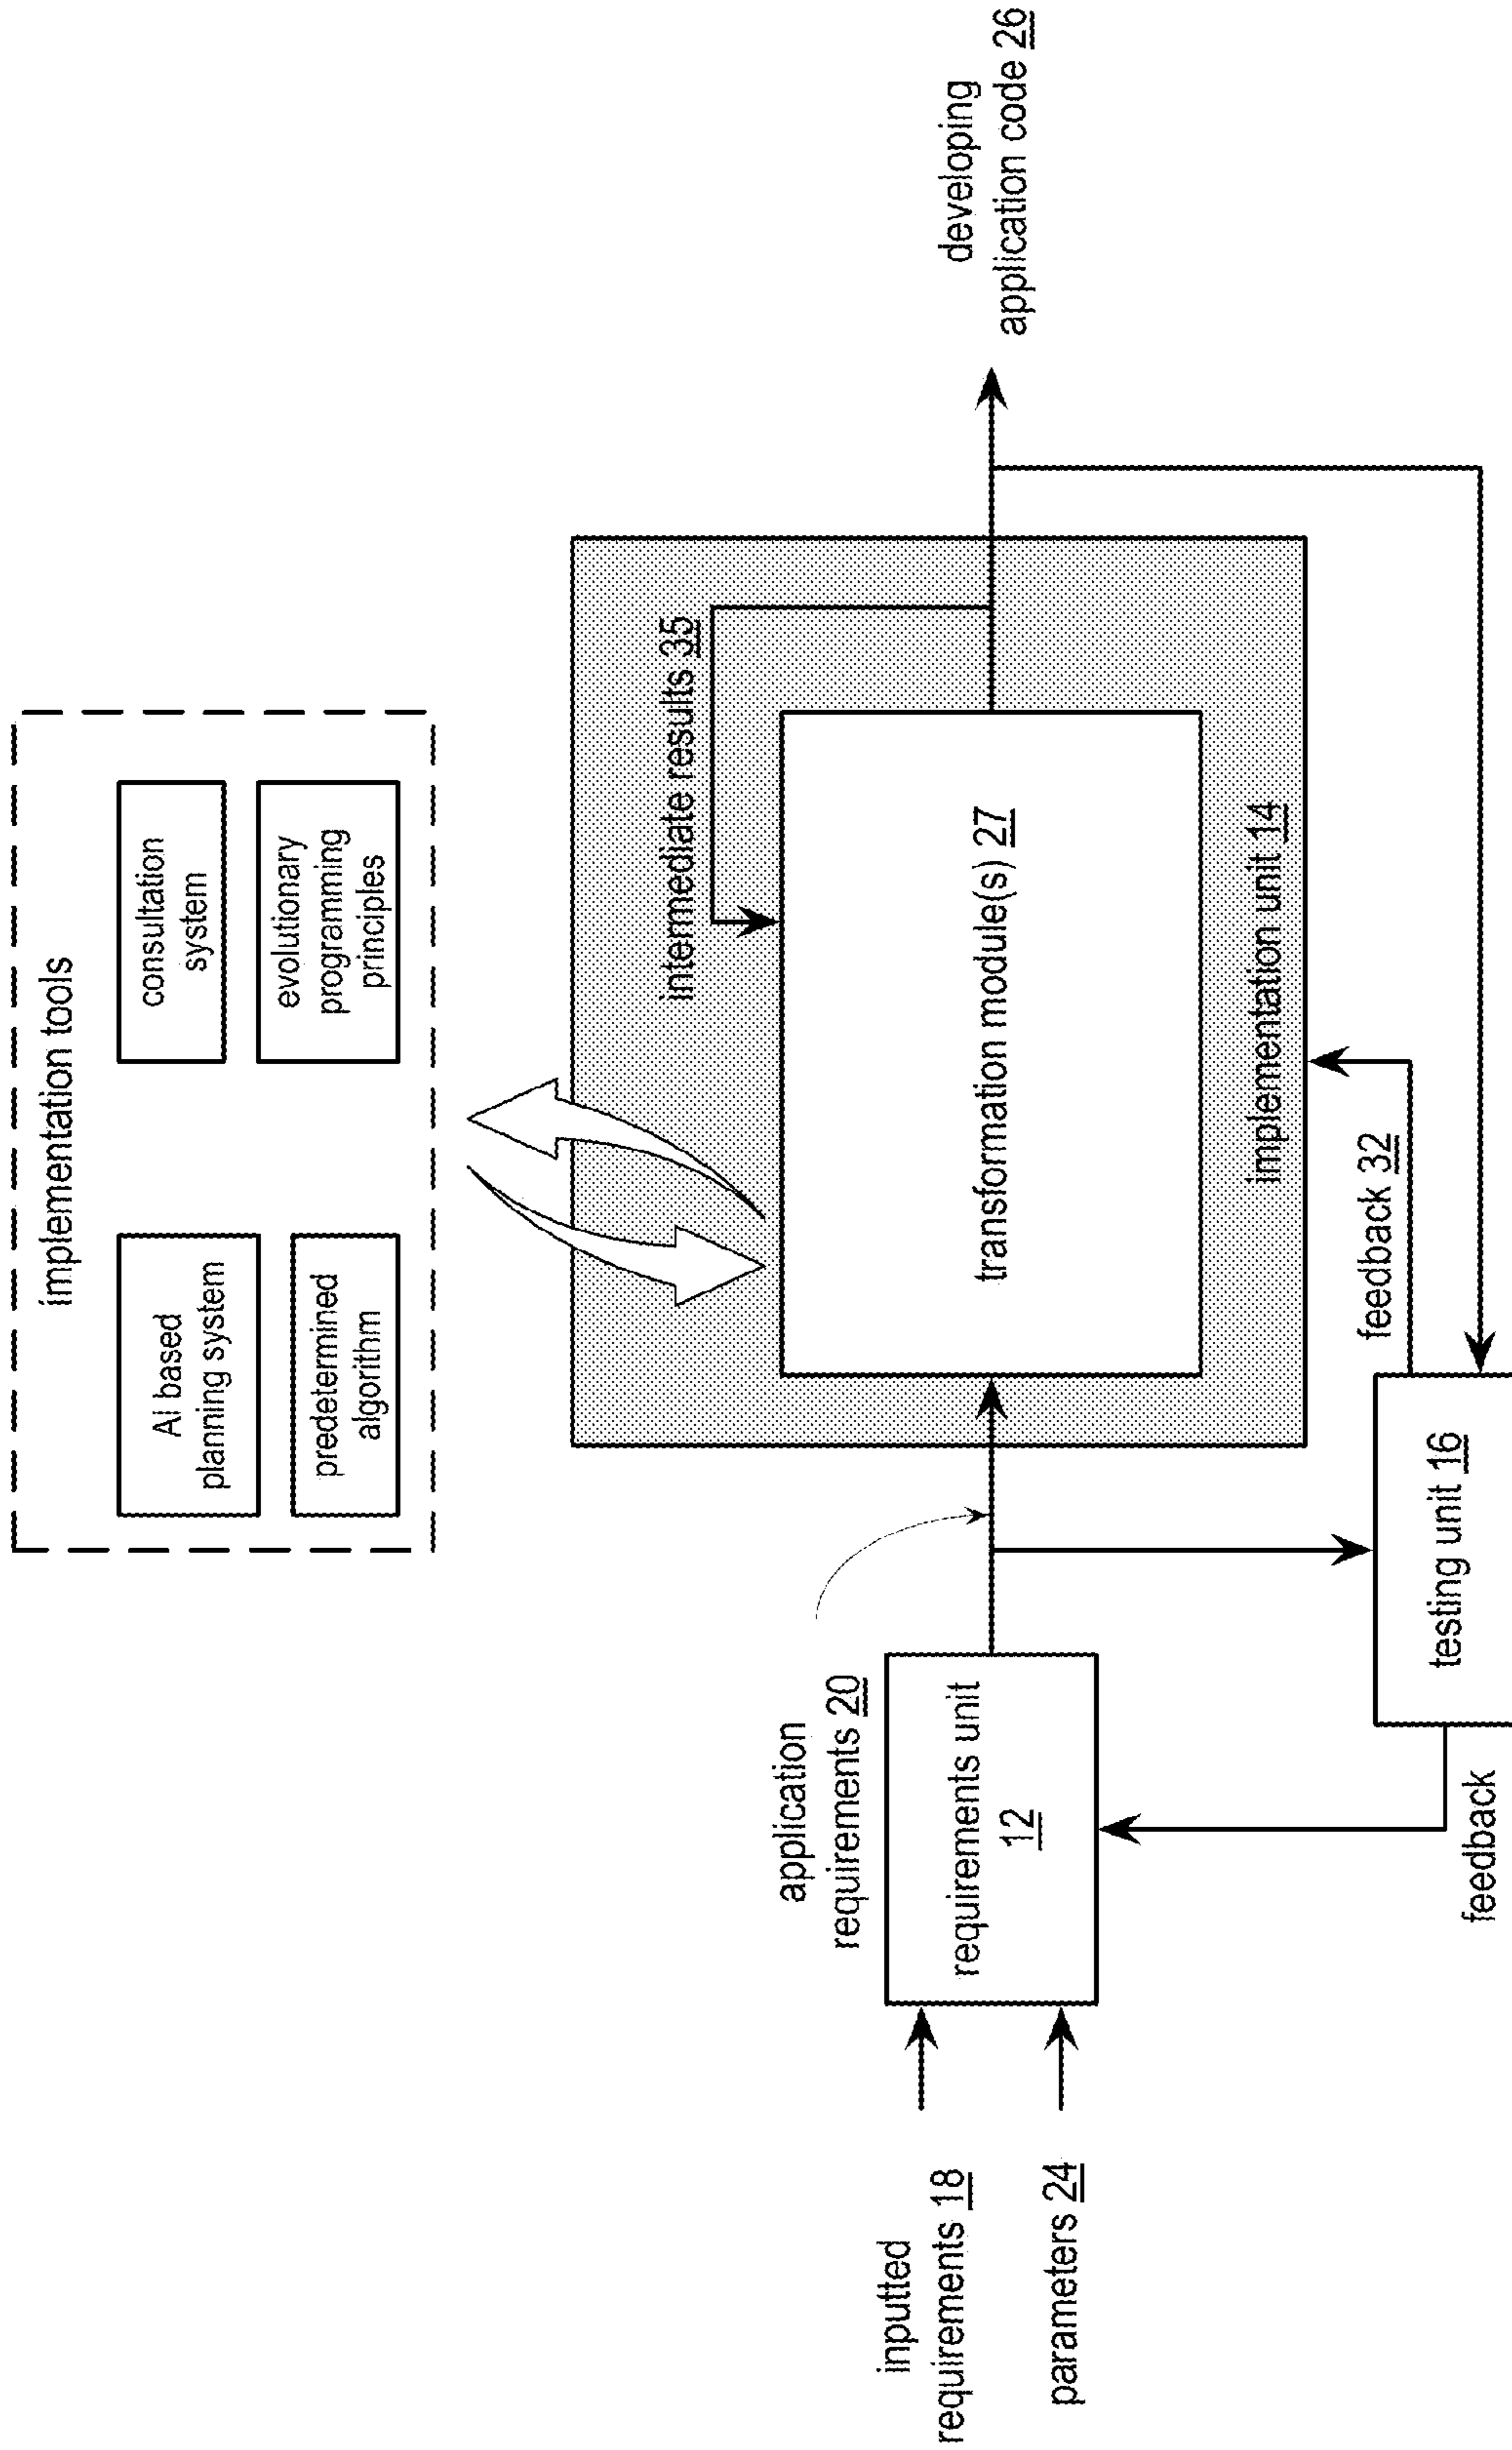 implementation tools
AI based
planning system
consultation
system
predetermined
algorithm
evolutionary
programming
principles
intermediate results 35
application
requirements 20
inputted
requirements 18
parameters 24
requirements unit
12
transformation module(s) 27
developing
application code 26
implementation unit 14
feedback 32
testing unit 16
feedback